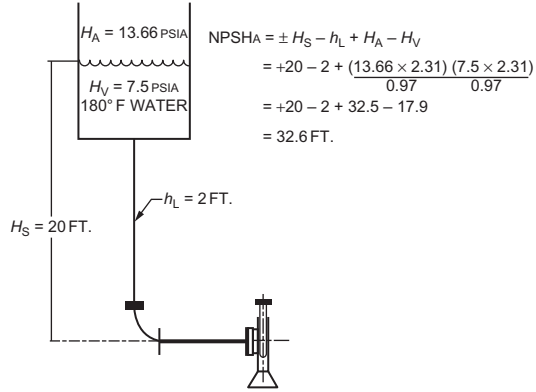 H_A = 13.66 PSIA
H_V = 7.5 PSIA
180° F WATER
h_L = 2 FT.
H_S = 20 FT.
NPSHA = ± H_S – h_L + H_A – H_V
= +20 – 2 + (13.66 × 2.31) (7.5 × 2.31)
0.97 0.97
= +20 – 2 + 32.5 – 17.9
= 32.6 FT.